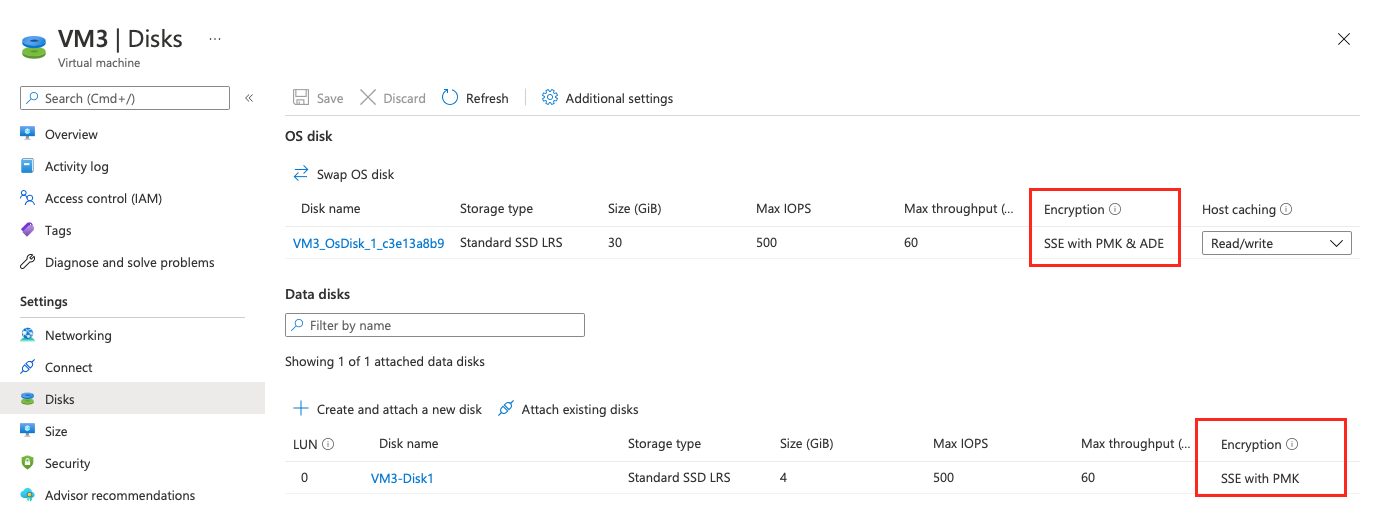 VM3 | Disks ...
Virtual machine
Search (Cmd+/)
«
Save Discard Refresh Additional settings
Overview
Activity log
Access control (IAM)
Tags
Diagnose and solve problems
Settings
Networking
Connect
Disks
Size
Security
Advisor recommendations
OS disk
Swap OS disk
Disk name Storage type Size (GiB) Max IOPS Max throughput (... Encryption Host caching
VM3_OsDisk_1_c3e13a8b9 Standard SSD LRS 30 500 60 SSE with PMK & ADE Read/write
Data disks
Filter by name
Showing 1 of 1 attached data disks
Create and attach a new disk Attach existing disks
LUN Disk name Storage type Size (GiB) Max IOPS Max throughput (... Encryption
0 VM3-Disk1 Standard SSD LRS 4 500 60 SSE with PMK